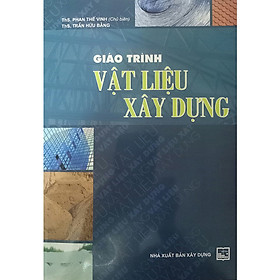 ThS. PHAN THẾ VINH (Chủ biên)
ThS. TRẦN HỮU BẰNG
GIÁO TRÌNH
VẬT LIỆU
XÂY DỰNG
NHÀ XUẤT BẢN XÂY DỰNG